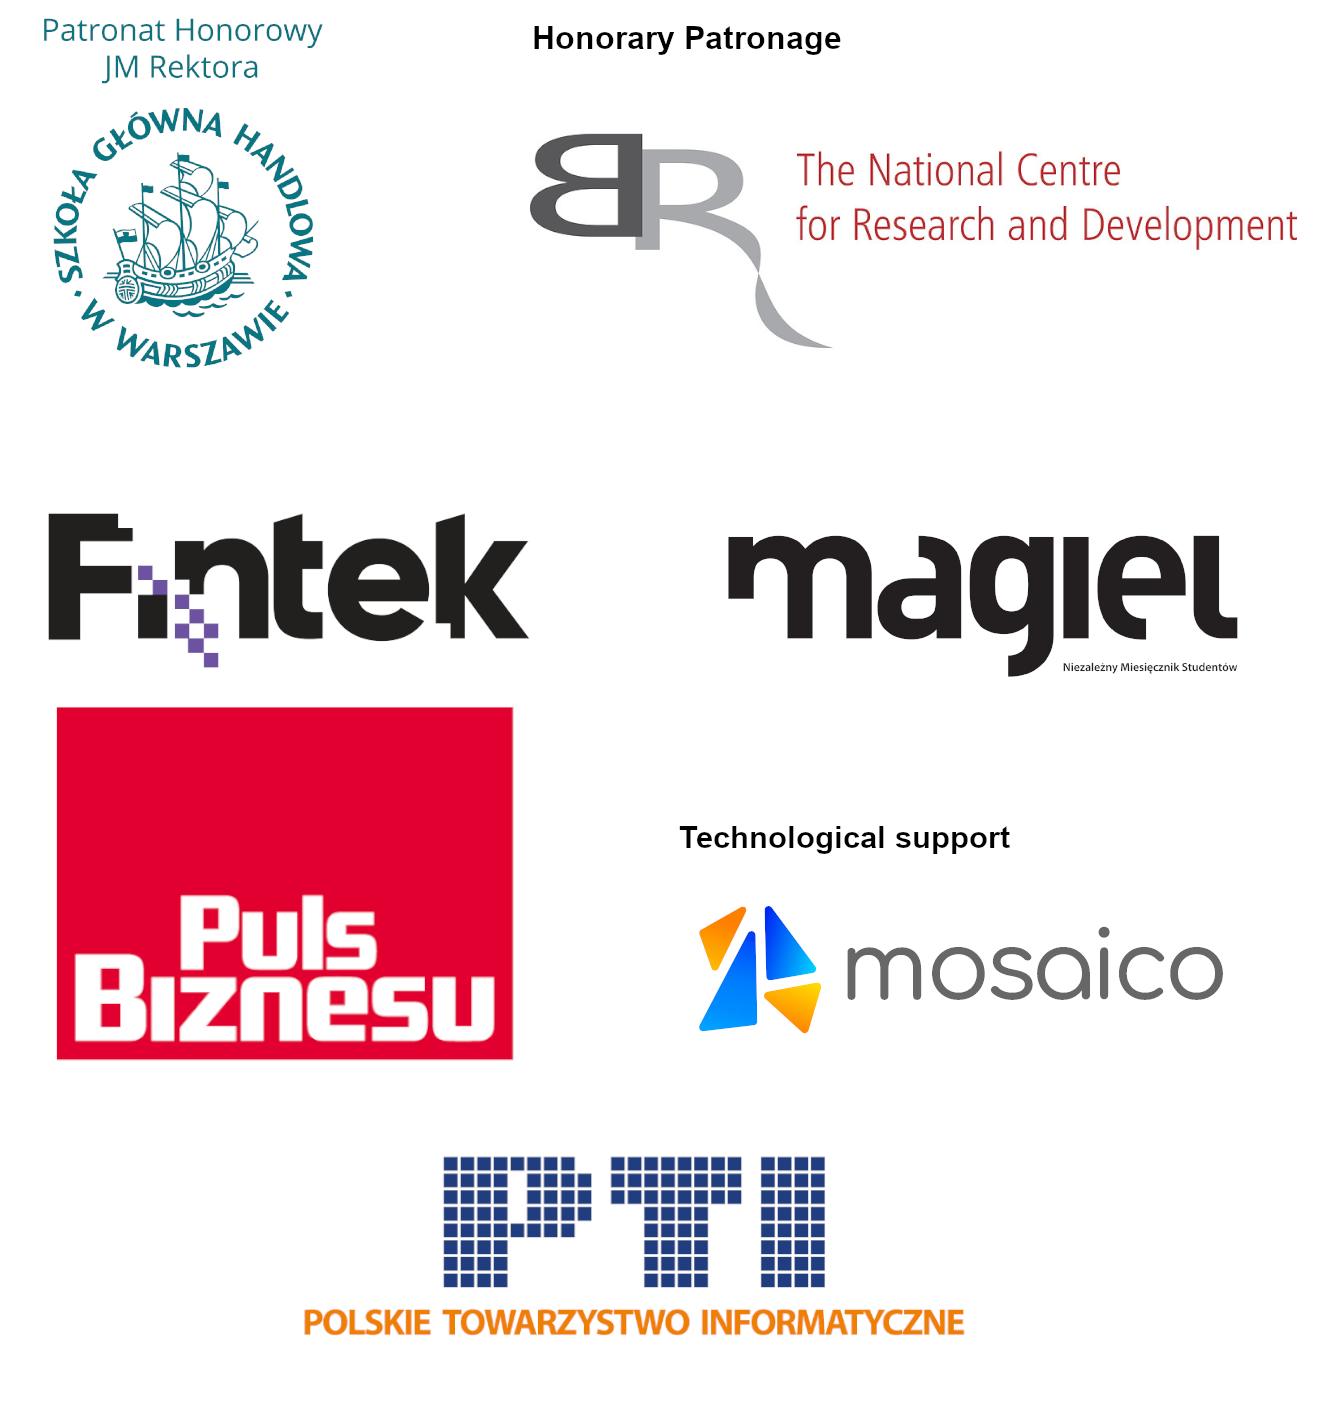 Patronat Honorowy
JM Rektora
SZKOŁA GŁÓWNA HANDLOWA
· W WARSZAWIE ·
Honorary Patronage
BR
The National Centre
for Research and Development
Fintek
magiel
Niezależny Miesięcznik Studentów
Puls
Biznesu
Technological support
mosaico
PTI
POLSKIE TOWARZYSTWO INFORMATYCZNE